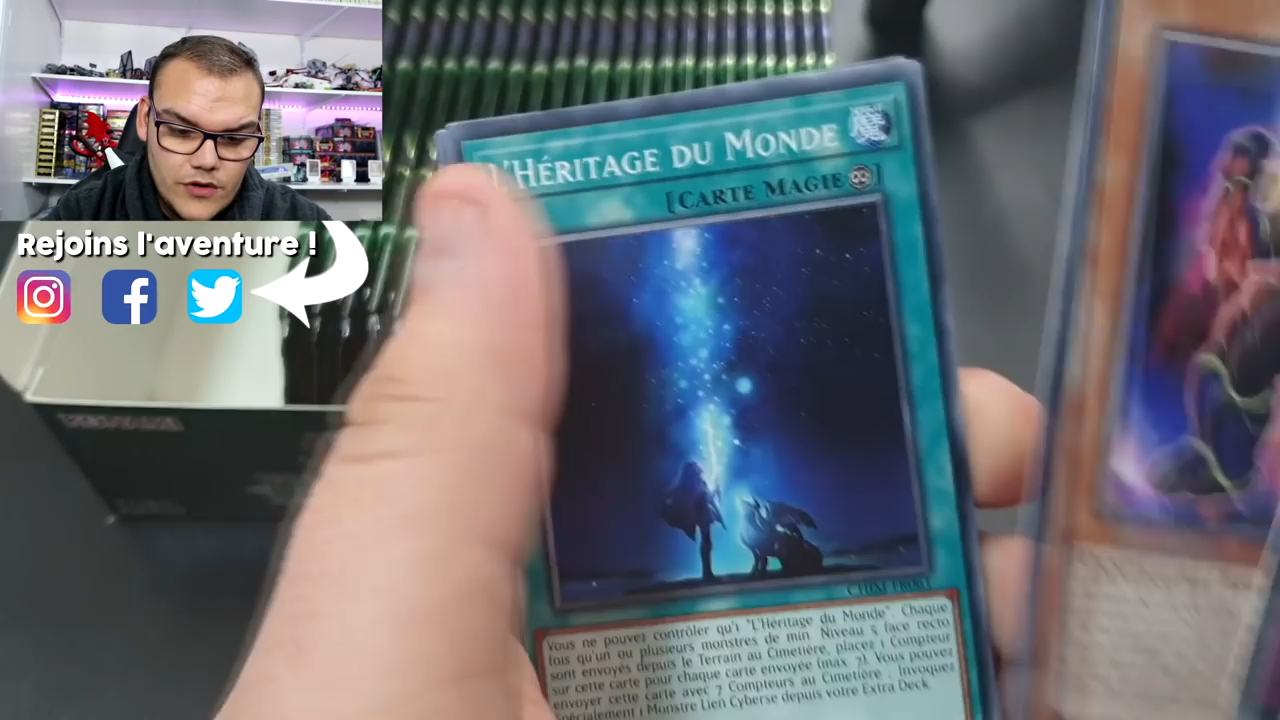 Rejoins l'aventure !
L'HÉRITAGE DU MONDE
[CARTE MAGIE]
Vous ne pouvez contrôler qu'1 "L'Héritage du Monde". Chaque
fois qu'un ou plusieurs monstres de min. Niveau 5 face recto
sont envoyés depuis le Terrain au Cimetière, placez 1 Compteur
sur cette carte pour chaque carte envoyée (max. 7). Vous pouvez
envoyer cette carte avec 7 Compteurs au Cimetière ; Invoquez
Spécialement 1 Monstre Lien Cyberse depuis votre Extra Deck.